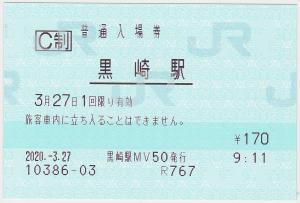 C制
普通入場券
黒崎駅
3月27日1回限り有効
旅客車内に立ち入ることはできません。
￥170
2020.-3.27 黒崎駅MV50発行 9:11
10386-03 R767